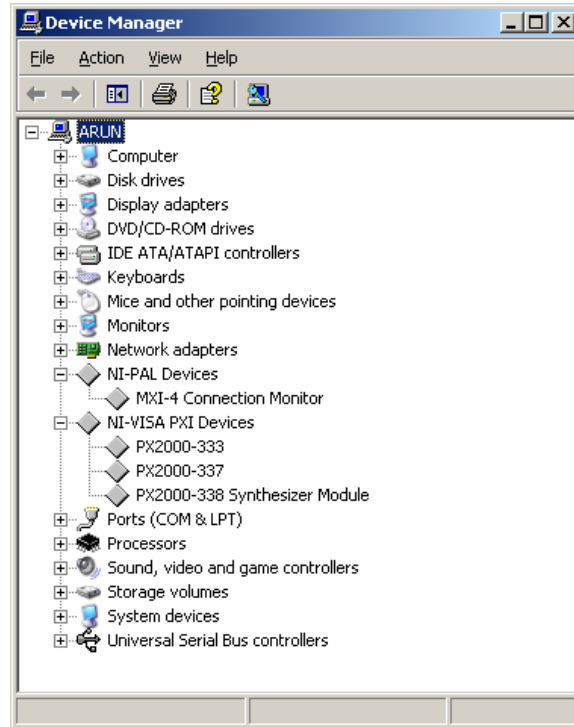 Device Manager
File Action View Help
ARUN
Computer
Disk drives
Display adapters
DVD/CD-ROM drives
IDE ATA/ATAPI controllers
Keyboards
Mice and other pointing devices
Monitors
Network adapters
NI-PAL Devices
MXI-4 Connection Monitor
NI-VISA PXI Devices
PX2000-333
PX2000-337
PX2000-338 Synthesizer Module
Ports (COM & LPT)
Processors
Sound, video and game controllers
Storage volumes
System devices
Universal Serial Bus controllers